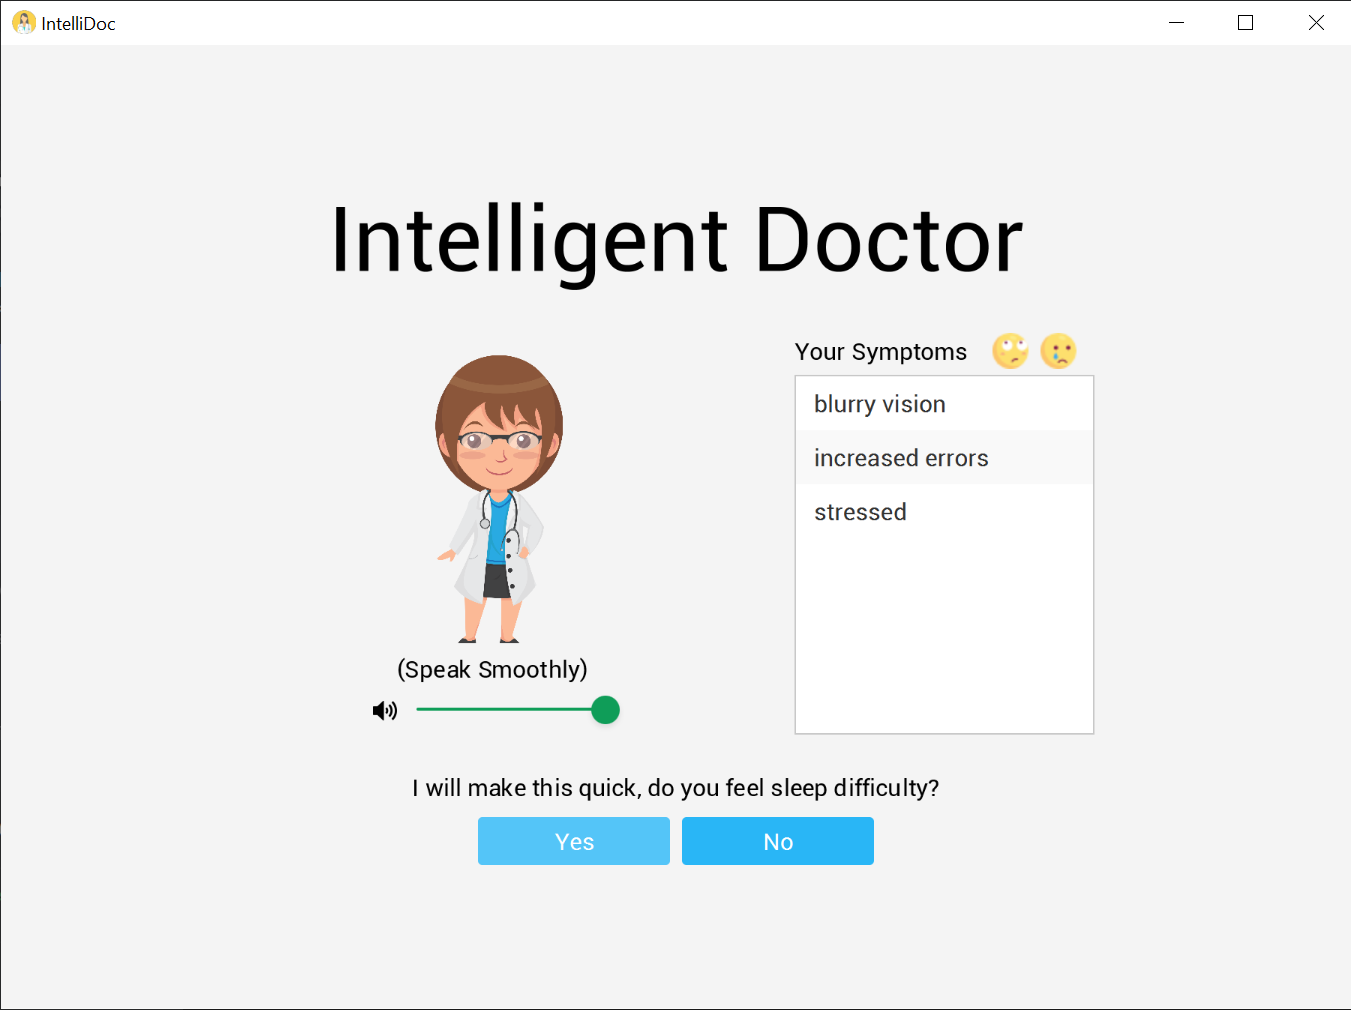 IntelliDoc
Intelligent Doctor
Your Symptoms
blurry vision
increased errors
stressed
(Speak Smoothly)
I will make this quick, do you feel sleep difficulty?
Yes
No